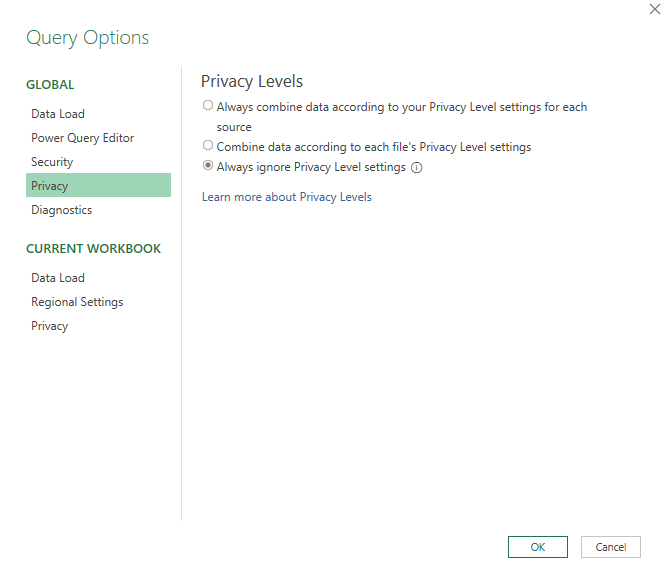 Query Options
GLOBAL
Data Load
Power Query Editor
Security
Privacy
Diagnostics
CURRENT WORKBOOK
Data Load
Regional Settings
Privacy
Privacy Levels
Always combine data according to your Privacy Level settings for each
source
Combine data according to each file's Privacy Level settings
Always ignore Privacy Level settings
Learn more about Privacy Levels
OK
Cancel